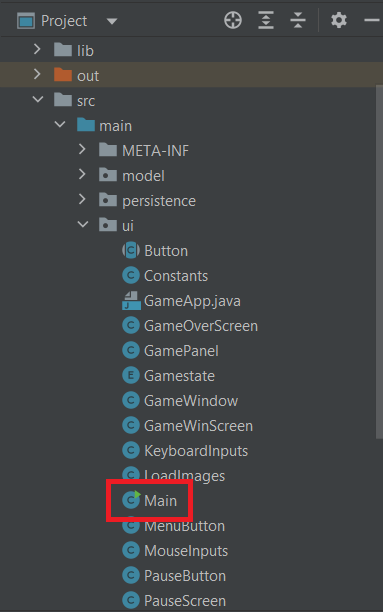 Project
lib
out
src
main
META-INF
model
persistence
ui
Button
Constants
GameApp.java
GameOverScreen
GamePanel
Gamestate
GameWindow
GameWinScreen
KeyboardInputs
LoadImages
Main
MenuButton
MouseInputs
PauseButton
PauseScreen